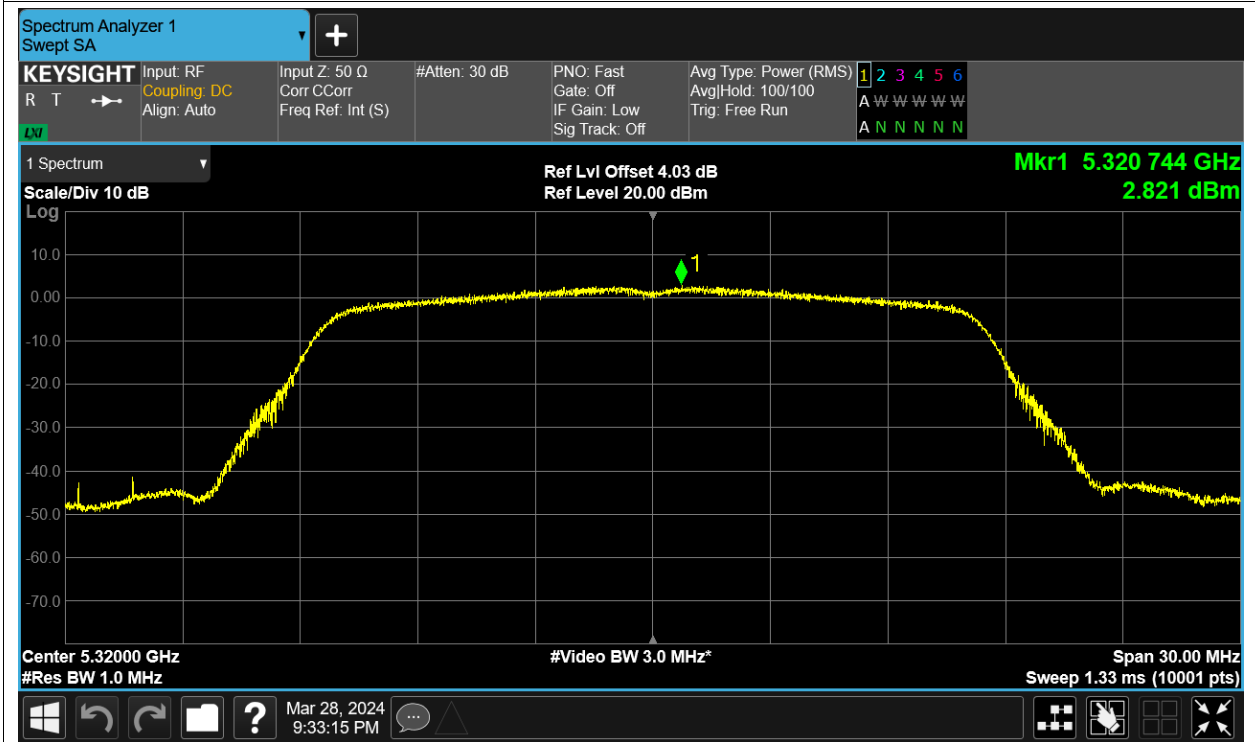 Spectrum Analyzer 1
Swept SA
+
KEYSIGHT
R T
LXI
Input: RF
Coupling: DC
Align: Auto
Input Z: 50 Ω
Corr CCorr
Freq Ref: Int (S)
#Atten: 30 dB
PNO: Fast
Gate: Off
IF Gain: Low
Sig Track: Off
Avg Type: Power (RMS)
Avg|Hold: 100/100
Trig: Free Run
1 2 3 4 5 6
A W W W W W
A N N N N N
1 Spectrum
Scale/Div 10 dB
Log
Ref Lvl Offset 4.03 dB
Ref Level 20.00 dBm
Mkr1 5.320 744 GHz
2.821 dBm
1
10.0
0.00
-10.0
-20.0
-30.0
-40.0
-50.0
-60.0
-70.0
Center 5.32000 GHz
#Res BW 1.0 MHz
#Video BW 3.0 MHz*
Span 30.00 MHz
Sweep 1.33 ms (10001 pts)
?
Mar 28, 2024
9:33:15 PM